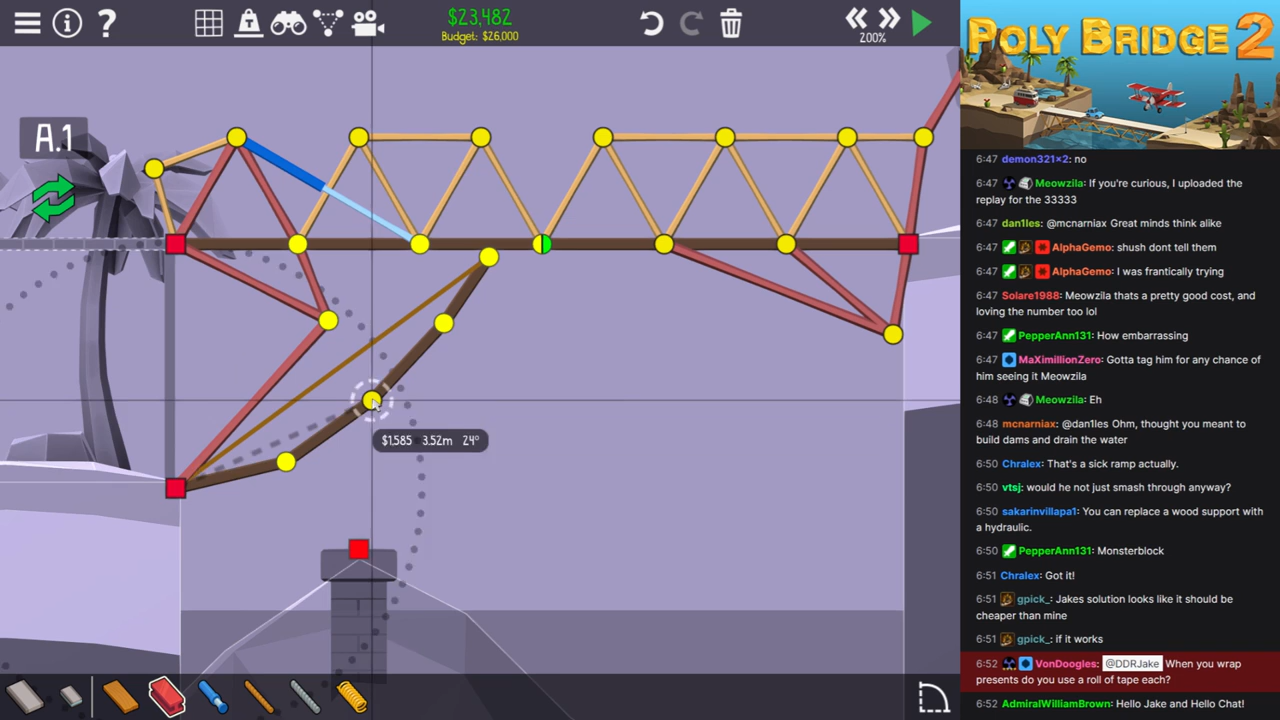 $23,482
Budget: $26,000
200%
POLY BRIDGE 2
A.1
$1,585 3.52m 24°
6:47 demon321×2: no
6:47 Meowzila: If you're curious, I uploaded the
replay for the 33333
6:47 dan1les: @mcnarniax Great minds think alike
6:47 AlphaGemo: shush dont tell them
6:47 AlphaGemo: I was frantically trying
6:47 Solare1988: Meowzila thats a pretty good cost, and
loving the number too lol
6:47 PepperAnn131: How embarrassing
6:47 MaXimillionZero: Gotta tag him for any chance of
him seeing it Meowzila
6:48 Meowzila: Eh
6:48 mcnarniax: @dan1les Ohm, thought you meant to
build dams and drain the water
6:50 Chralex: That's a sick ramp actually.
6:50 vtsj: would he not just smash through anyway?
6:50 sakarinvillapa1: You can replace a wood support with
a hydraulic.
6:50 PepperAnn131: Monsterblock
6:51 Chralex: Got it!
6:51 gpick_: Jakes solution looks like it should be
cheaper than mine
6:51 gpick_: if it works
6:52 VonDoogles: @DDRJake When you wrap
presents do you use a roll of tape each?
6:52 AdmiralWilliamBrown: Hello Jake and Hello Chat!